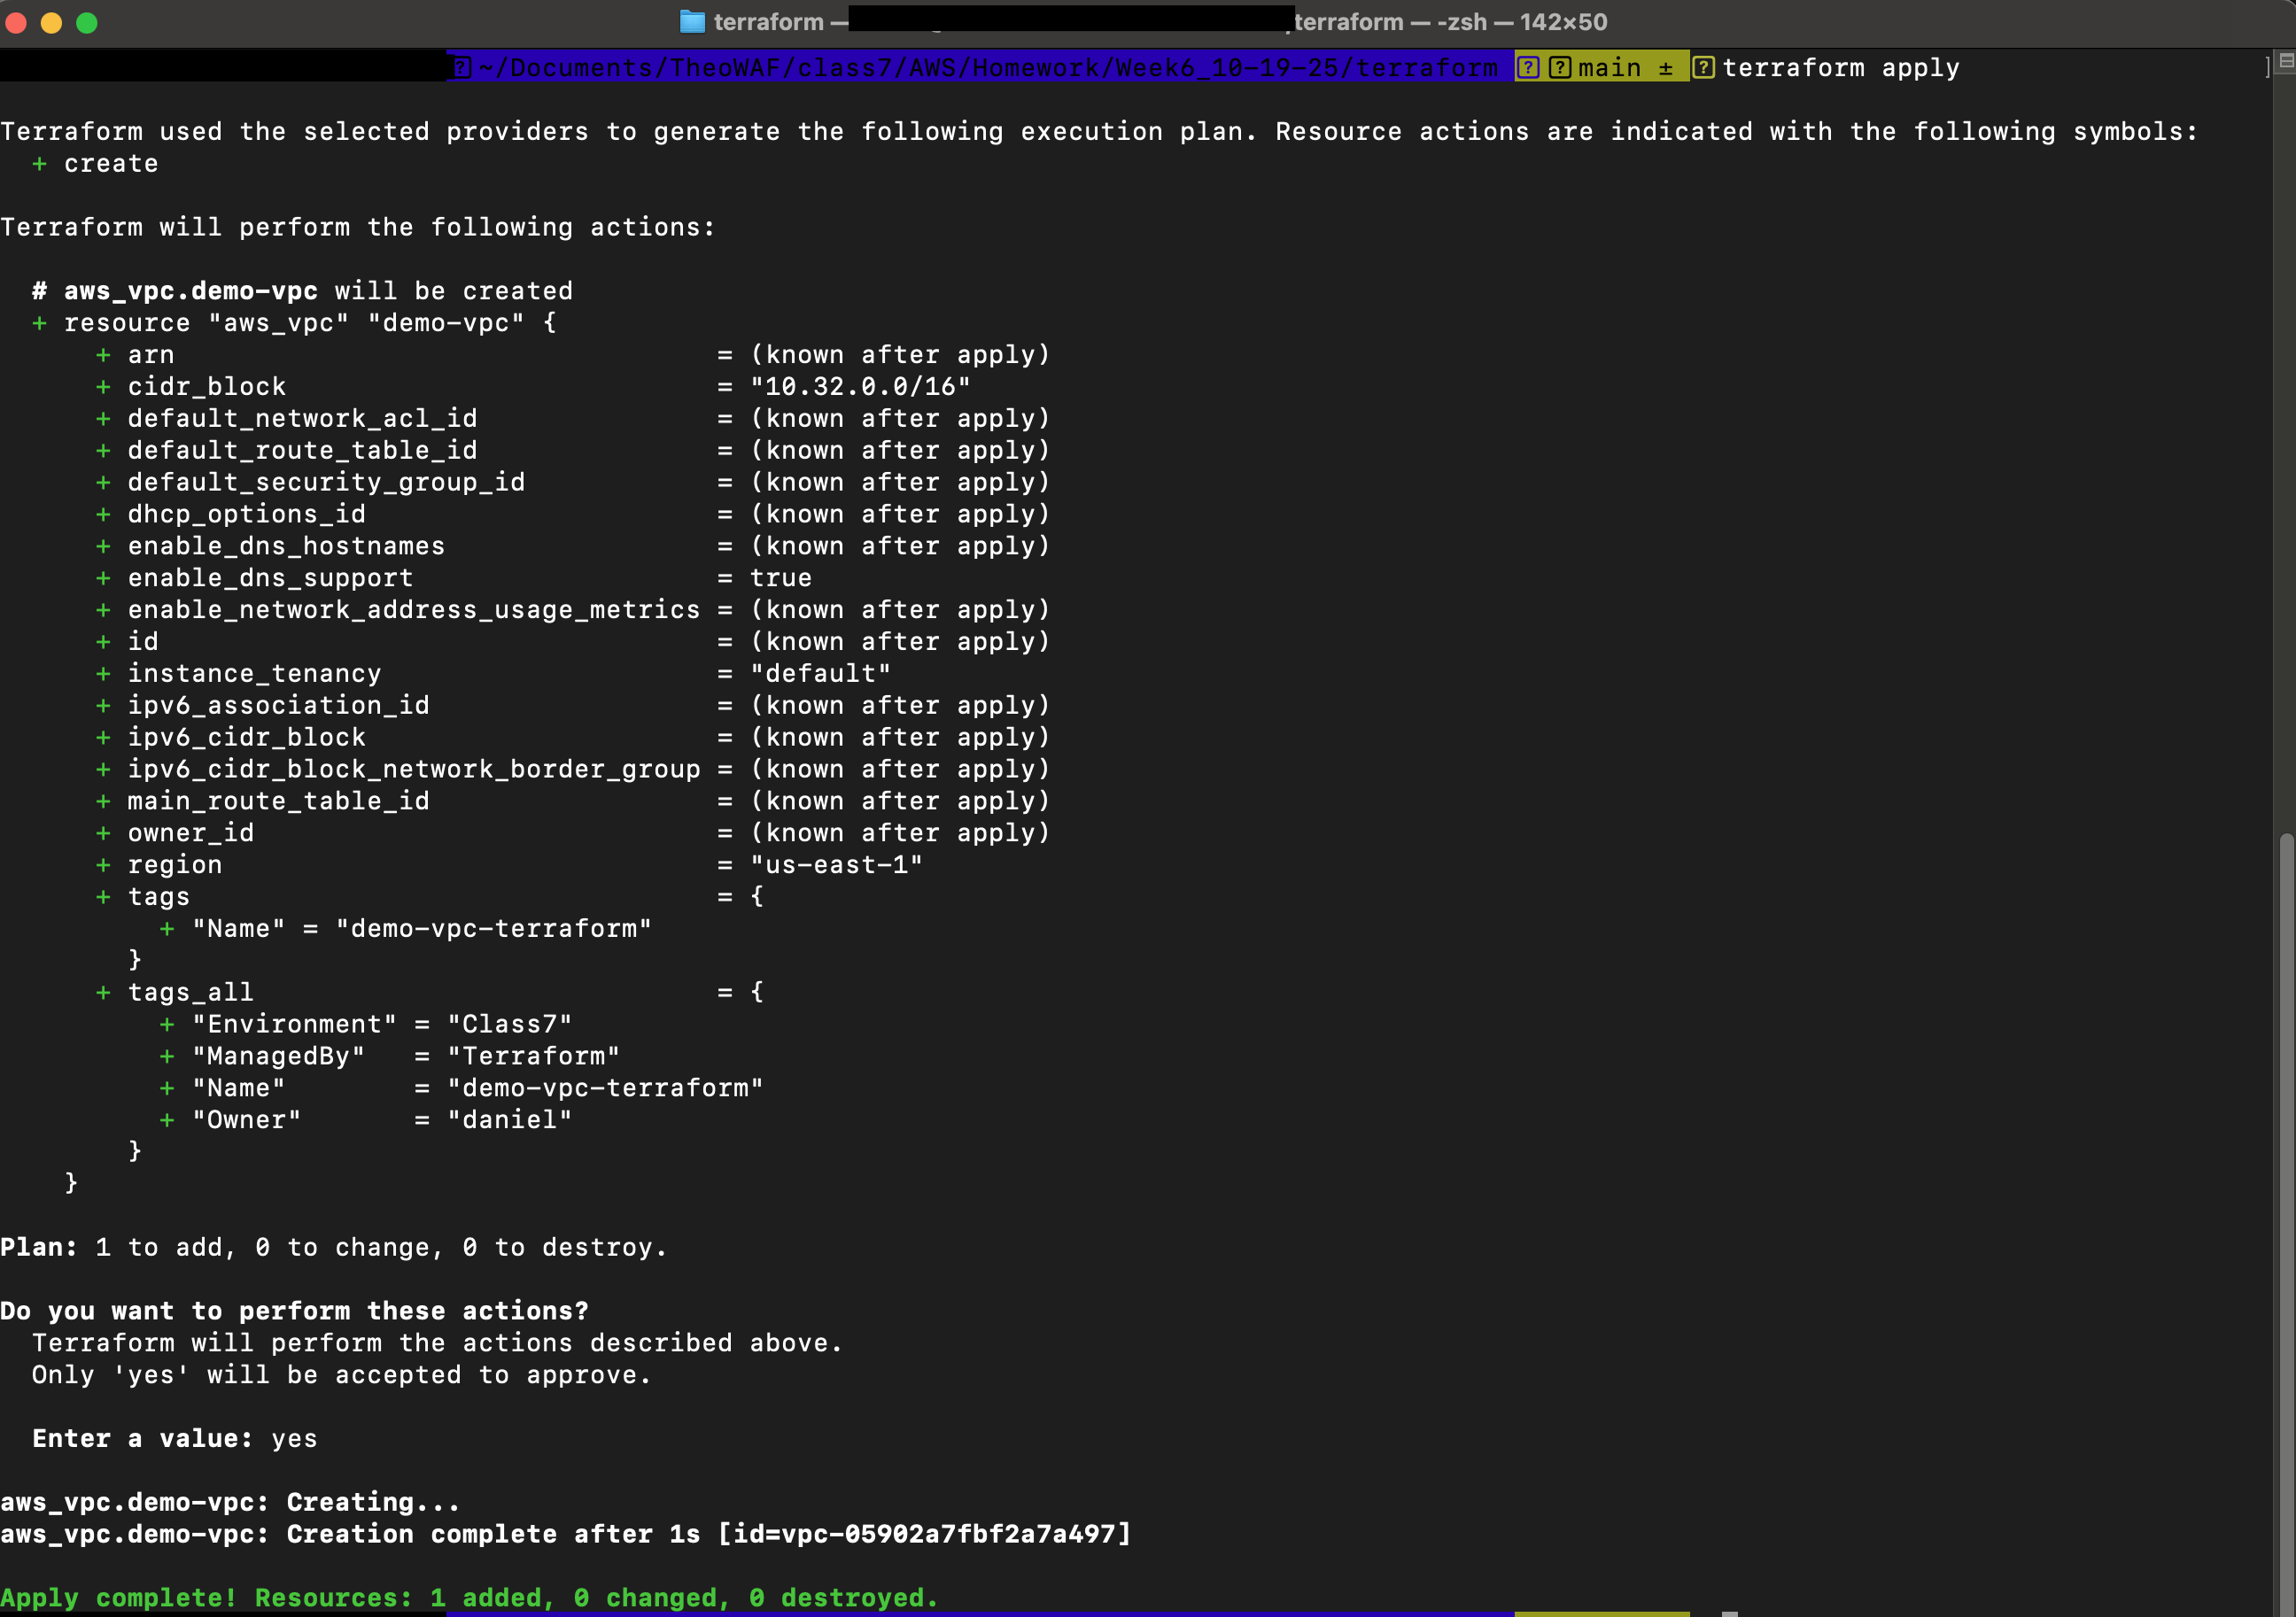 terraform — terraform — -zsh — 142×50
~/Documents/TheoWAF/class7/AWS/Homework/Week6_10-19-25/terraform main ± terraform apply
Terraform used the selected providers to generate the following execution plan. Resource actions are indicated with the following symbols:
+ create
Terraform will perform the following actions:
# aws_vpc.demo-vpc will be created
+ resource "aws_vpc" "demo-vpc" {
+ arn = (known after apply)
+ cidr_block = "10.32.0.0/16"
+ default_network_acl_id = (known after apply)
+ default_route_table_id = (known after apply)
+ default_security_group_id = (known after apply)
+ dhcp_options_id = (known after apply)
+ enable_dns_hostnames = (known after apply)
+ enable_dns_support = true
+ enable_network_address_usage_metrics = (known after apply)
+ id = (known after apply)
+ instance_tenancy = "default"
+ ipv6_association_id = (known after apply)
+ ipv6_cidr_block = (known after apply)
+ ipv6_cidr_block_network_border_group = (known after apply)
+ main_route_table_id = (known after apply)
+ owner_id = (known after apply)
+ region = "us-east-1"
+ tags = {
+ "Name" = "demo-vpc-terraform"
}
+ tags_all = {
+ "Environment" = "Class7"
+ "ManagedBy" = "Terraform"
+ "Name" = "demo-vpc-terraform"
+ "Owner" = "daniel"
}
}
Plan: 1 to add, 0 to change, 0 to destroy.
Do you want to perform these actions?
Terraform will perform the actions described above.
Only 'yes' will be accepted to approve.
Enter a value: yes
aws_vpc.demo-vpc: Creating...
aws_vpc.demo-vpc: Creation complete after 1s [id=vpc-05902a7fbf2a7a497]
Apply complete! Resources: 1 added, 0 changed, 0 destroyed.